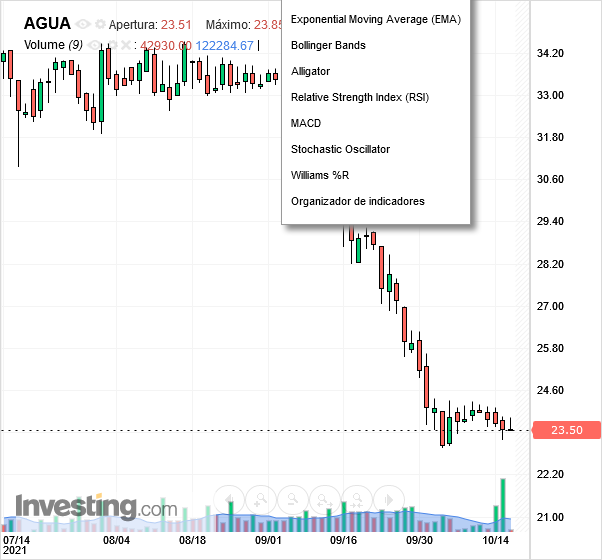 AGUA Apertura: 23.51 Máximo: 23.85
Volume (9) : 42930.00 122284.67
Exponential Moving Average (EMA)
Bollinger Bands
Alligator
Relative Strength Index (RSI)
MACD
Stochastic Oscillator
Williams %R
Organizador de indicadores
34.20
33.00
31.80
30.60
29.40
28.20
27.00
25.80
24.60
23.50
22.20
21.00
Investing.com
07/14 08/04 08/18 09/01 09/16 09/30 10/14
2021